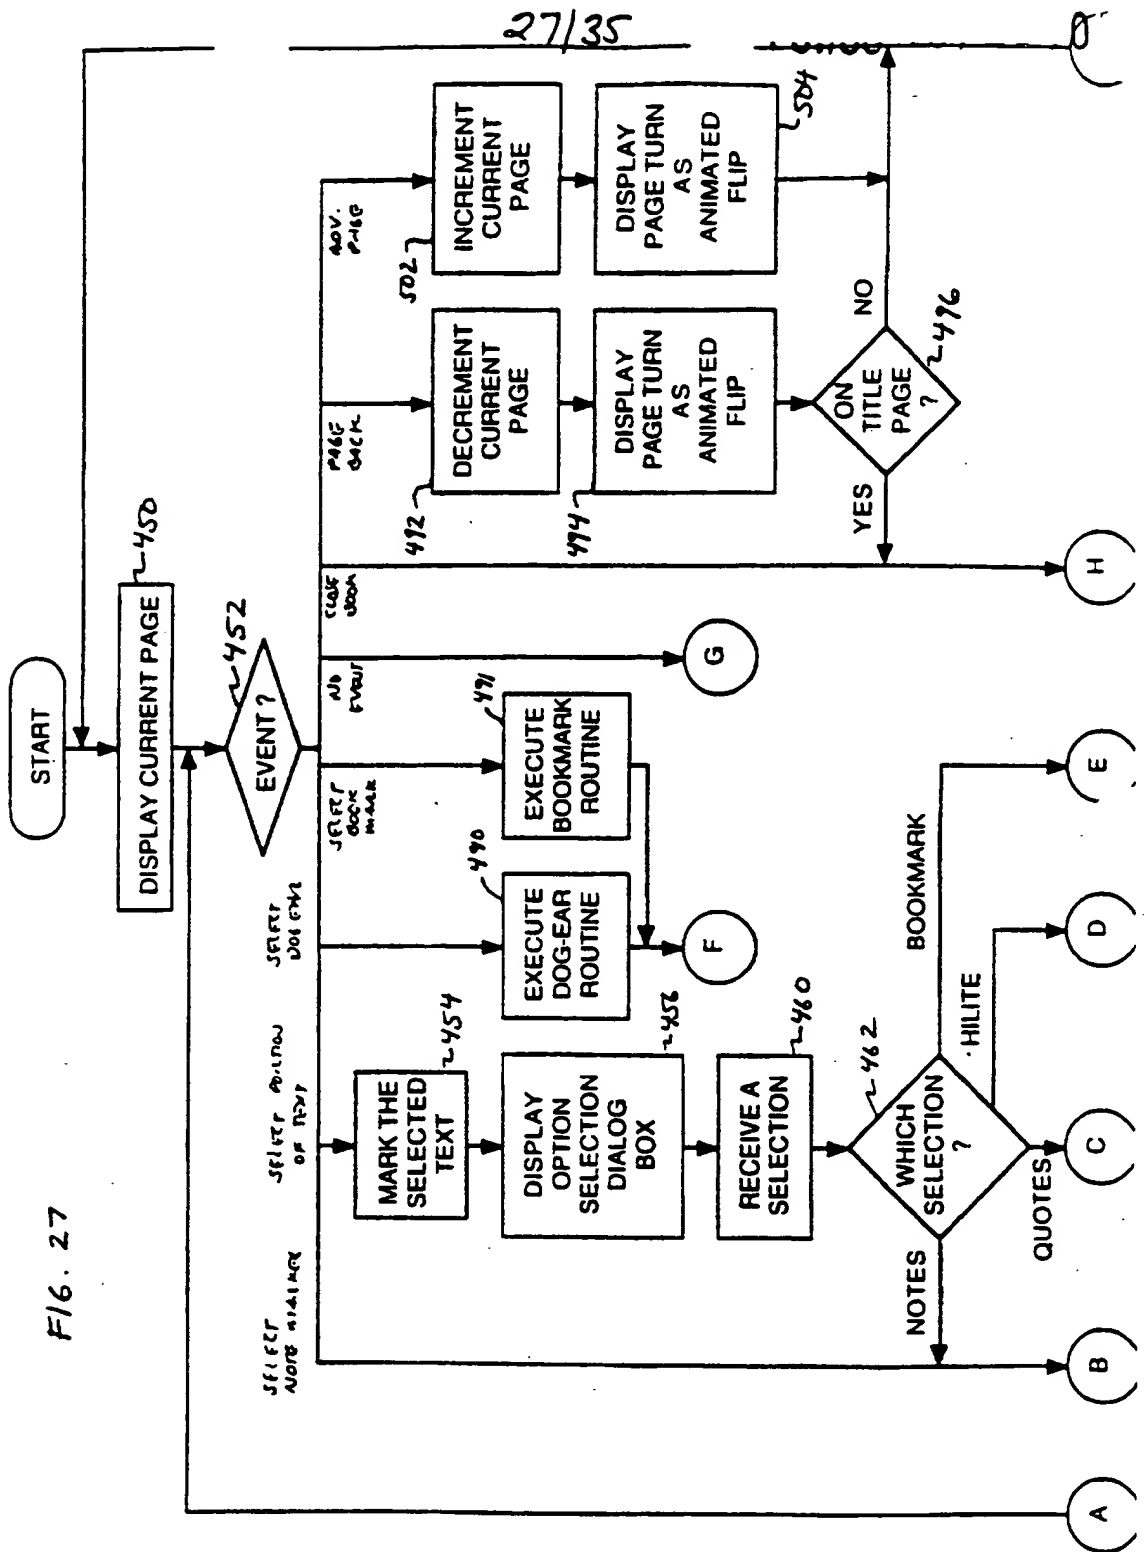 27/35
FIG. 27
START
DISPLAY CURRENT PAGE
450
EVENT?
452
SELECT
NOTE MARKER
SELECT PORTION
OF TEXT
SELECT
DOG EAR
SELECT
BOOK
MARK
NO
EVENT
CLOSE
BOOK
PAGE
BACK
ADV.
PAGE
MARK THE
SELECTED
TEXT
454
DISPLAY
OPTION
SELECTION
DIALOG
BOX
456
RECEIVE A
SELECTION
460
WHICH
SELECTION
?
462
NOTES
QUOTES
HILITE
BOOKMARK
EXECUTE
DOG-EAR
ROUTINE
490
EXECUTE
BOOKMARK
ROUTINE
491
DECREMENT
CURRENT
PAGE
492
DISPLAY
PAGE TURN
AS
ANIMATED
FLIP
494
ON
TITLE
PAGE
?
496
YES
NO
INCREMENT
CURRENT
PAGE
502
DISPLAY
PAGE TURN
AS
ANIMATED
FLIP
504
A
B
C
D
E
F
G
H